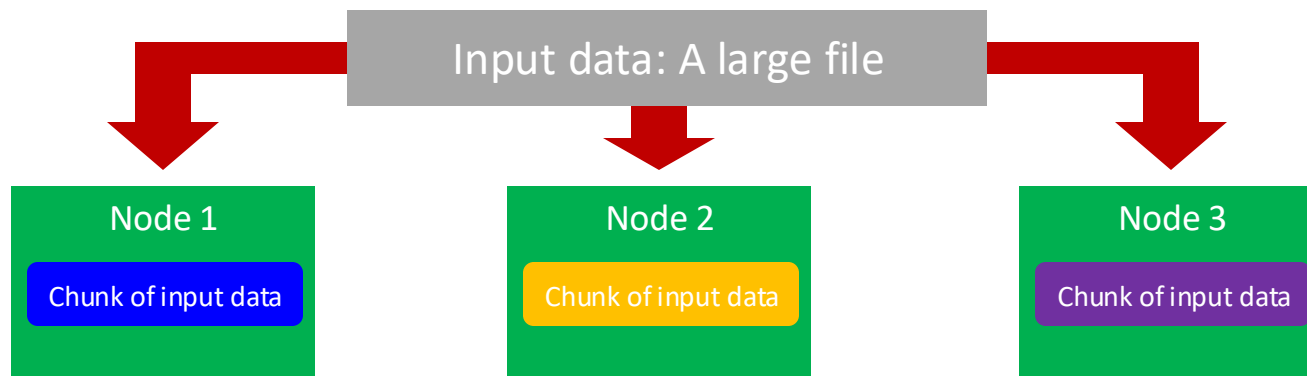 Input data: A large file
Node 1
Node 2
Node 3
Chunk of input data
Chunk of input data
Chunk of input data